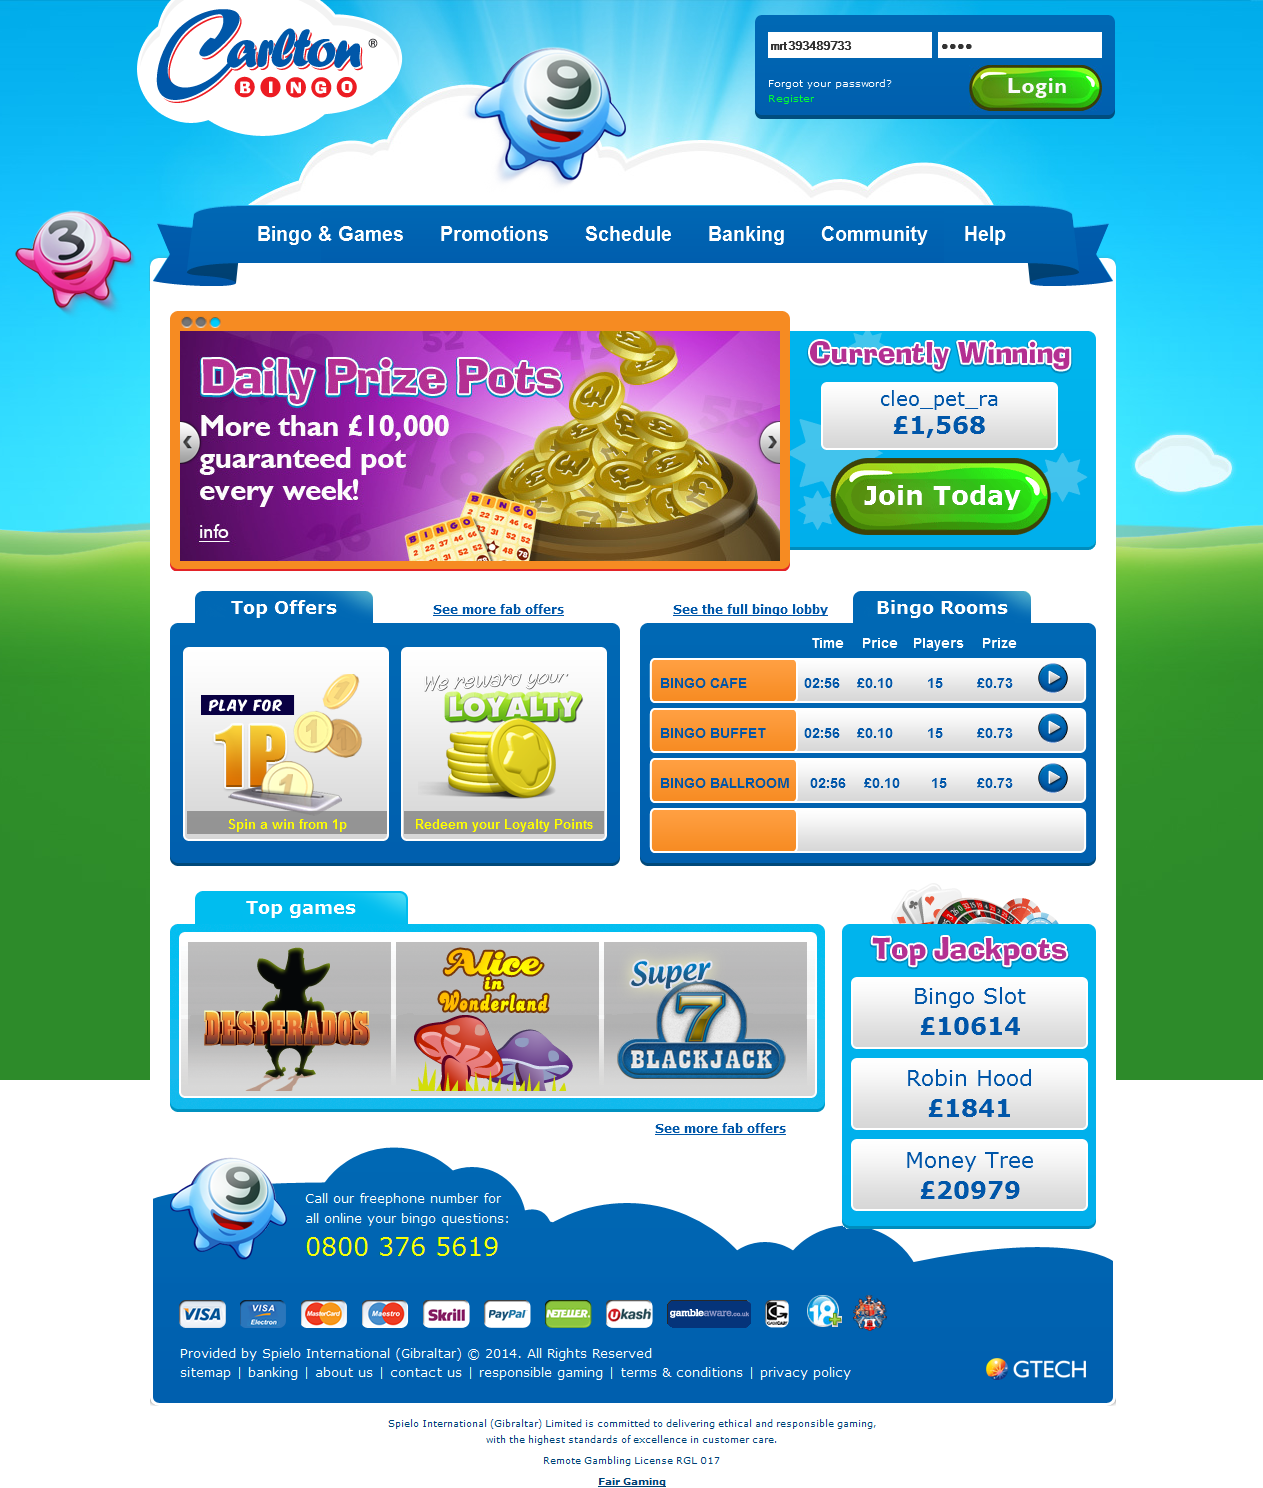 Carlton®
BINGO
mrt393489733
••••
Forgot your password?
Register
Login
9
3
Bingo & Games
Promotions
Schedule
Banking
Community
Help
Daily Prize Pots
More than £10,000
guaranteed pot
every week!
info
BINGO
BINGO
Currently Winning
cleo_pet_ra
£1,568
Join Today
Top Offers
See more fab offers
See the full bingo lobby
Bingo Rooms
PLAY FOR
1P
Spin a win from 1p
We reward your
LOYALTY
Redeem your Loyalty Points
Time Price Players Prize
BINGO CAFE 02:56 £0.10 15 £0.73
BINGO BUFFET 02:56 £0.10 15 £0.73
BINGO BALLROOM 02:56 £0.10 15 £0.73
Top games
DESPERADOS
Alice
in
Wonderland
Super
7
BLACKJACK
See more fab offers
Top Jackpots
Bingo Slot
£10614
Robin Hood
£1841
Money Tree
£20979
9
Call our freephone number for
all online your bingo questions:
0800 376 5619
VISA
VISA
Electron
MasterCard
Maestro
Skrill
PayPal
NETELLER
Ukash
gambleaware.co.uk
GAMCARE
18+
Provided by Spielo International (Gibraltar) © 2014. All Rights Reserved
sitemap | banking | about us | contact us | responsible gaming | terms & conditions | privacy policy
GTECH
Spielo International (Gibraltar) Limited is committed to delivering ethical and responsible gaming,
with the highest standards of excellence in customer care.
Remote Gambling License RGL 017
Fair Gaming